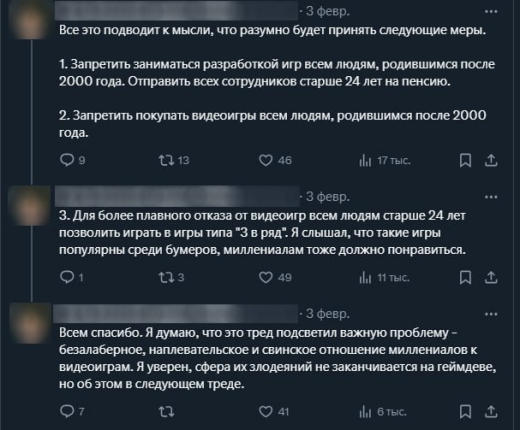 · 3 февр.
Все это подводит к мысли, что разумно будет принять следующие меры.
1. Запретить заниматься разработкой игр всем людям, родившимся после
2000 года. Отправить всех сотрудников старше 24 лет на пенсию.
2. Запретить покупать видеоигры всем людям, родившимся после 2000
года.
9 13 46 17 тыс.
· 3 февр.
3. Для более плавного отказа от видеоигр всем людям старше 24 лет
позволить играть в игры типа "3 в ряд". Я слышал, что такие игры
популярны среди бумеров, миллениалам тоже должно понравиться.
1 3 49 11 тыс.
· 3 февр.
Всем спасибо. Я думаю, что это тред подсветил важную проблему –
безалаберное, наплевательское и свинское отношение миллениалов к
видеоиграм. Я уверен, сфера их злодеяний не заканчивается на геймдеве,
но об этом в следующем треде.
7 41 6 тыс.